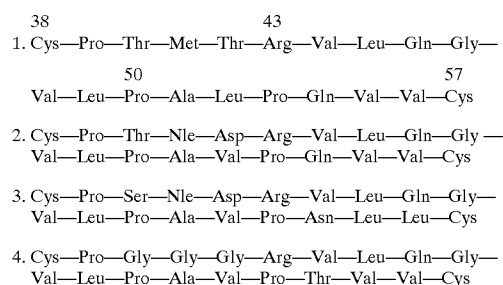 38 43
1. Cys—Pro—Thr—Met—Thr—Arg—Val—Leu—Gln—Gly—
50 57
Val—Leu—Pro—Ala—Leu—Pro—Gln—Val—Val—Cys
2. Cys—Pro—Thr—Nle—Asp—Arg—Val—Leu—Gln—Gly —
Val—Leu—Pro—Ala—Val—Pro—Gln—Val—Val—Cys
3. Cys—Pro—Ser—Nle—Asp—Arg—Val—Leu—Gln—Gly—
Val—Leu—Pro—Ala—Val—Pro—Asn—Leu—Leu—Cys
4. Cys—Pro—Gly—Gly—Gly—Arg—Val—Leu—Gln—Gly—
Val—Leu—Pro—Ala—Val—Pro—Thr—Val—Val—Cys